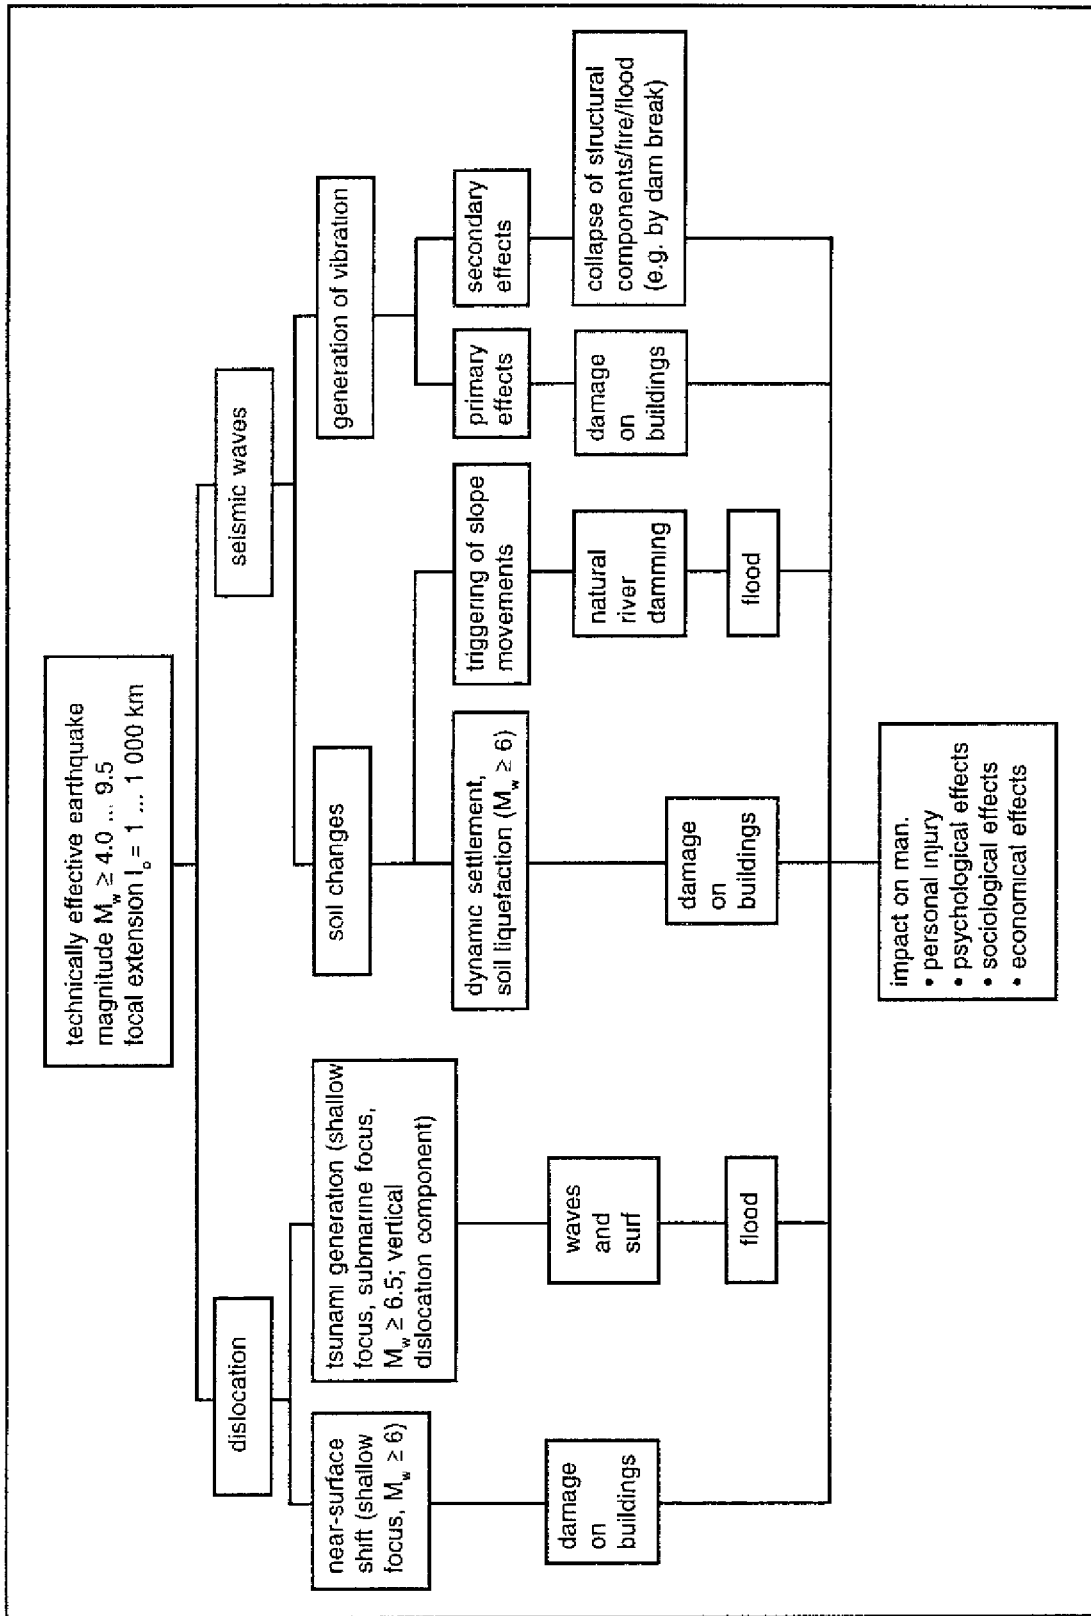 technically effective earthquake
magnitude M_w ≥ 4.0 ... 9.5
focal extension l_o = 1 ... 1 000 km
dislocation
seismic waves
near-surface
shift (shallow
focus, M_w ≥ 6)
tsunami generation (shallow
focus, submarine focus,
M_w ≥ 6.5; vertical
dislocation component)
soil changes
generation of vibration
dynamic settlement,
soil liquefaction (M_w ≥ 6)
triggering of slope
movements
primary
effects
secondary
effects
damage
on
buildings
waves
and
surf
damage
on
buildings
natural
river
damming
damage
on
buildings
collapse of structural
components/fire/flood
(e.g. by dam break)
flood
flood
impact on man.
• personal injury
• psychological effects
• sociological effects
• economical effects